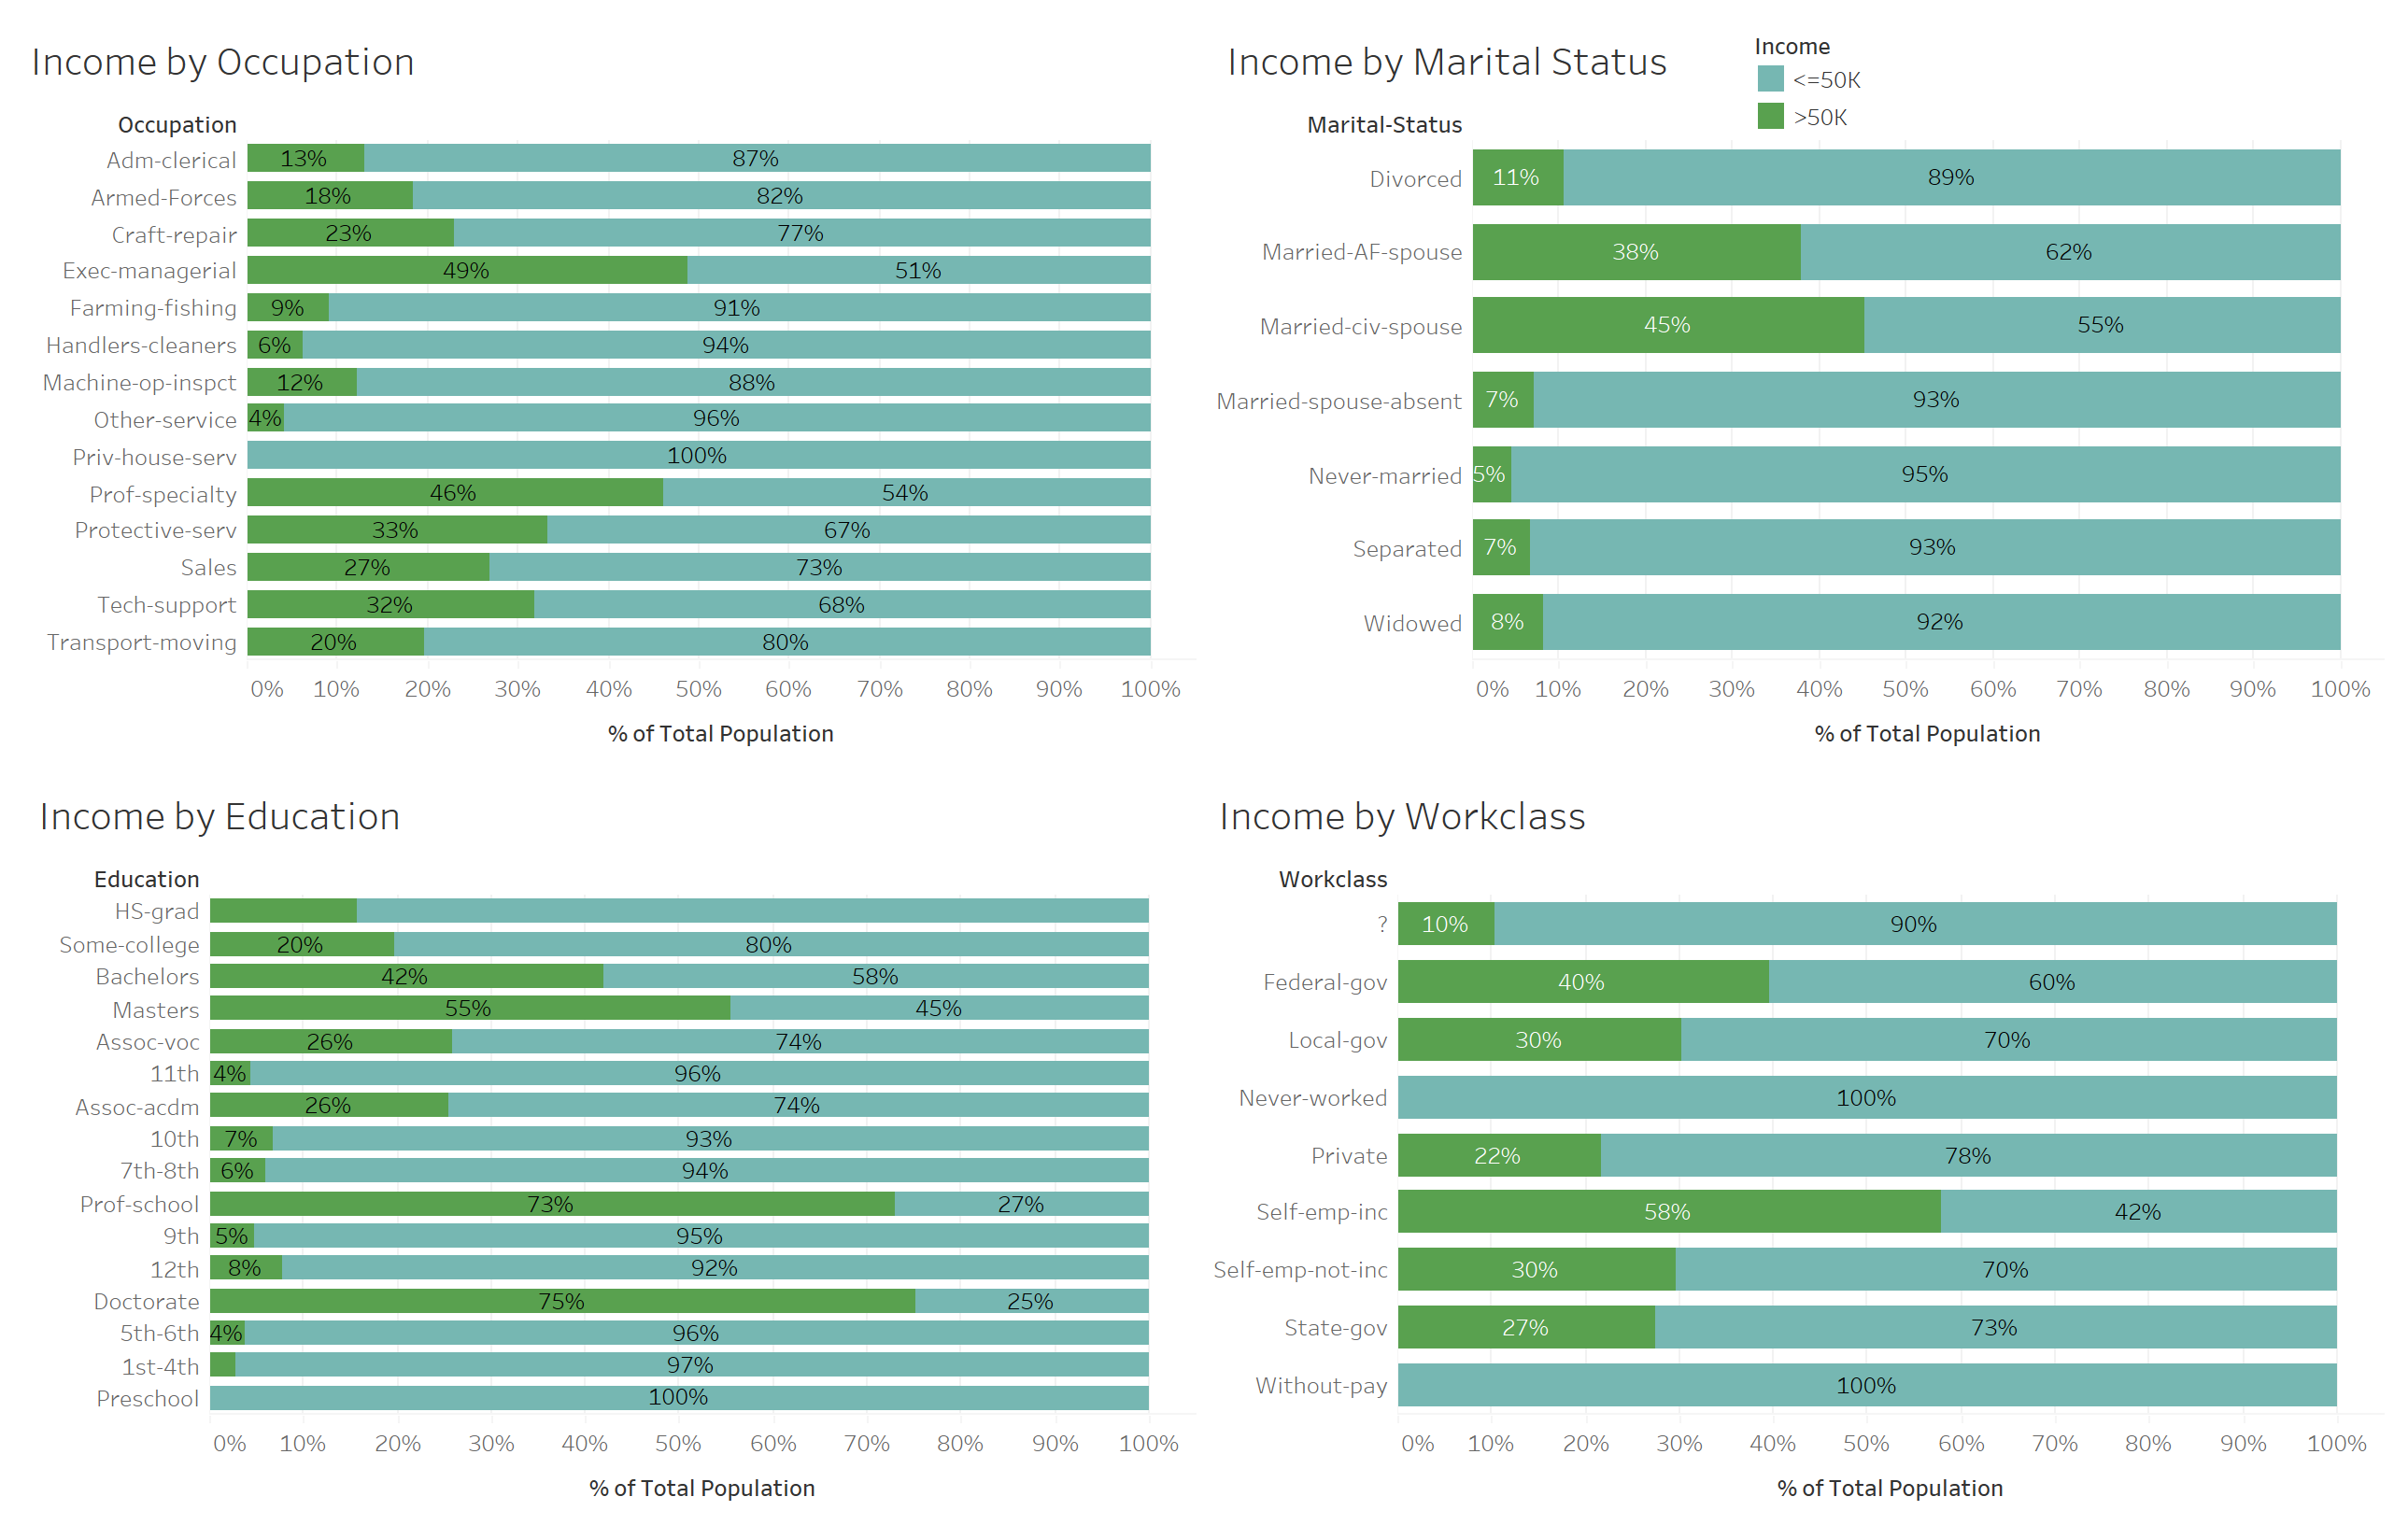 Income by Occupation
Occupation
Adm-clerical 13% 87%
Armed-Forces 18% 82%
Craft-repair 23% 77%
Exec-managerial 49% 51%
Farming-fishing 9% 91%
Handlers-cleaners 6% 94%
Machine-op-inspct 12% 88%
Other-service 4% 96%
Priv-house-serv 100%
Prof-specialty 46% 54%
Protective-serv 33% 67%
Sales 27% 73%
Tech-support 32% 68%
Transport-moving 20% 80%
0% 10% 20% 30% 40% 50% 60% 70% 80% 90% 100%
% of Total Population
Income by Marital Status
Income
<=50K
>50K
Marital-Status
Divorced 11% 89%
Married-AF-spouse 38% 62%
Married-civ-spouse 45% 55%
Married-spouse-absent 7% 93%
Never-married 5% 95%
Separated 7% 93%
Widowed 8% 92%
0% 10% 20% 30% 40% 50% 60% 70% 80% 90% 100%
% of Total Population
Income by Education
Education
HS-grad
Some-college 20% 80%
Bachelors 42% 58%
Masters 55% 45%
Assoc-voc 26% 74%
11th 4% 96%
Assoc-acdm 26% 74%
10th 7% 93%
7th-8th 6% 94%
Prof-school 73% 27%
9th 5% 95%
12th 8% 92%
Doctorate 75% 25%
5th-6th 4% 96%
1st-4th 97%
Preschool 100%
0% 10% 20% 30% 40% 50% 60% 70% 80% 90% 100%
% of Total Population
Income by Workclass
Workclass
? 10% 90%
Federal-gov 40% 60%
Local-gov 30% 70%
Never-worked 100%
Private 22% 78%
Self-emp-inc 58% 42%
Self-emp-not-inc 30% 70%
State-gov 27% 73%
Without-pay 100%
0% 10% 20% 30% 40% 50% 60% 70% 80% 90% 100%
% of Total Population